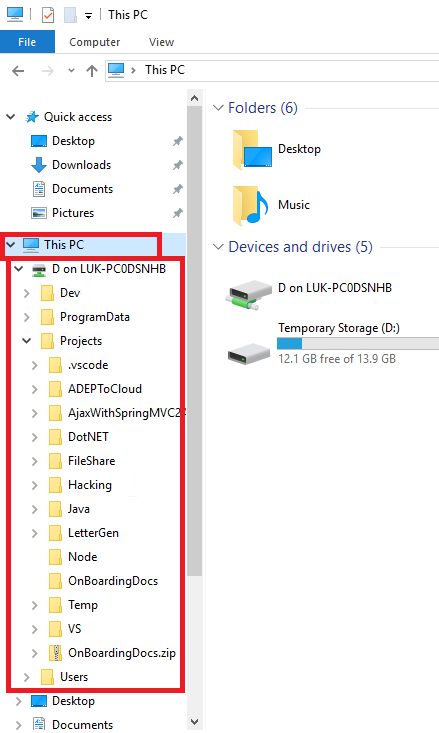 This PC
File
Computer
View
This PC
Quick access
Desktop
Downloads
Documents
Pictures
This PC
D on LUK-PC0DSNHB
Dev
ProgramData
Projects
.vscode
ADEPToCloud
AjaxWithSpringMVC2
DotNET
FileShare
Hacking
Java
LetterGen
Node
OnBoardingDocs
Temp
VS
OnBoardingDocs.zip
Users
Desktop
Documents
Folders (6)
Desktop
Music
Devices and drives (5)
D on LUK-PC0DSNHB
Temporary Storage (D:)
12.1 GB free of 13.9 GB